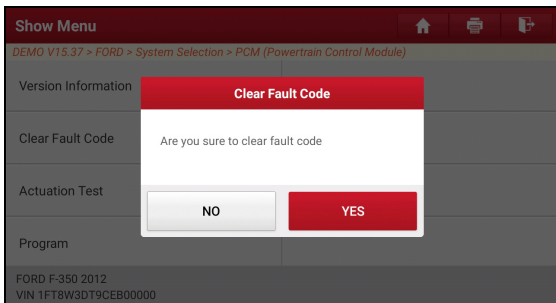 Show Menu
DEMO V15.37 > FORD > System Selection > PCM (Powertrain Control Module)
Version Information
Clear Fault Code
Are you sure to clear fault code
Clear Fault Code
Actuation Test
NO
YES
Program
FORD F-350 2012
VIN 1FT8W3DT9CEB00000